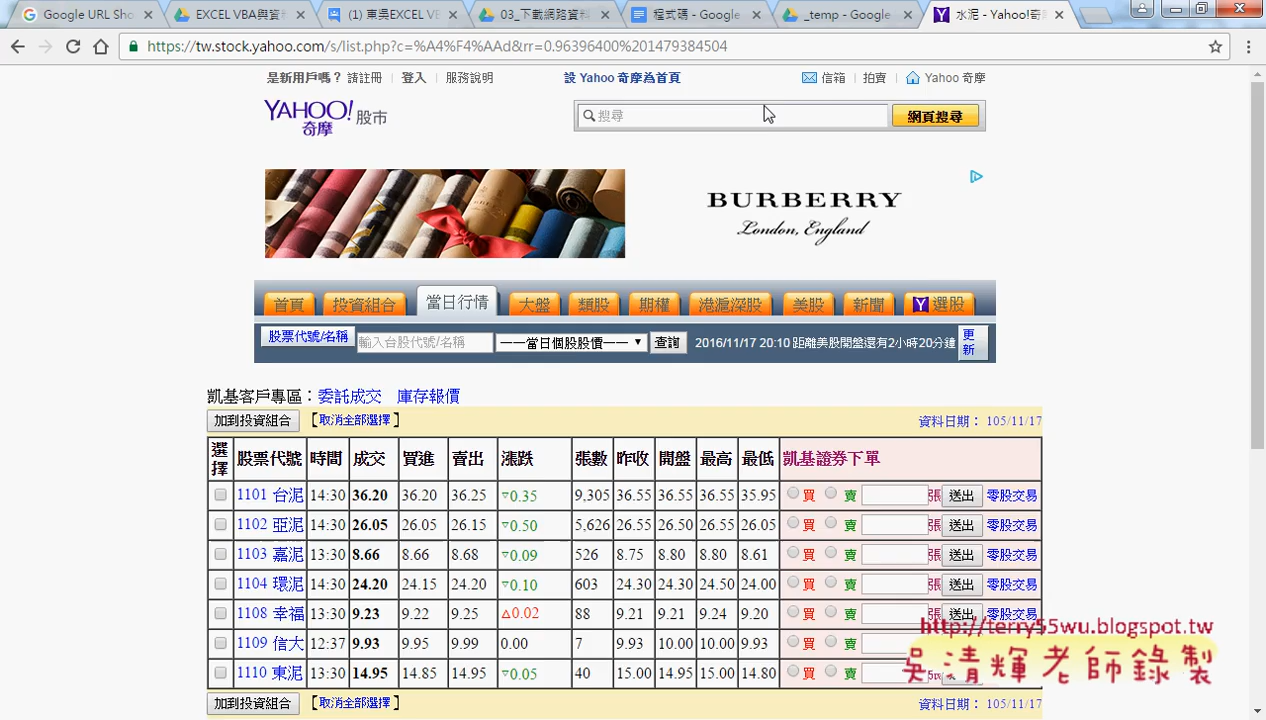 Google URL Sho
EXCEL VBA與資
(1) 東吳EXCEL VE
03_下載網路資料
程式碼 - Google
_temp - Google
水泥 - Yahoo!奇
https://tw.stock.yahoo.com/s/list.php?c=%A4%F4%AAd&rr=0.96396400%201479384504
是新用戶嗎？ 請註冊 登入 服務說明 設 Yahoo 奇摩為首頁 信箱 拍賣 Yahoo 奇摩
YAHOO! 奇摩 股市
搜尋 網頁搜尋
BURBERRY
London, England
首頁 投資組合 當日行情 大盤 類股 期權 港滬深股 美股 新聞 Y 選股
股票代號/名稱 輸入台股代號/名稱 ——當日個股股價—— 查詢 2016/11/17 20:10 距離美股開盤還有2小時20分鐘 更新
凱基客戶專區：委託成交 庫存報價
加到投資組合 【取消全部選擇】 資料日期： 105/11/17
選擇 股票代號 時間 成交 買進 賣出 漲跌 張數 昨收 開盤 最高 最低 凱基證券下單
1101 台泥 14:30 36.20 36.20 36.25 ▽0.35 9,305 36.55 36.55 36.55 35.95 買 賣 張 送出 零股交易
1102 亞泥 14:30 26.05 26.05 26.15 ▽0.50 5,626 26.55 26.50 26.55 26.05 買 賣 張 送出 零股交易
1103 嘉泥 13:30 8.66 8.66 8.68 ▽0.09 526 8.75 8.80 8.80 8.61 買 賣 張 送出 零股交易
1104 環泥 14:30 24.20 24.15 24.20 ▽0.10 603 24.30 24.30 24.50 24.00 買 賣 張 送出 零股交易
1108 幸福 13:30 9.23 9.22 9.25 △0.02 88 9.21 9.21 9.24 9.20 買 賣 張 送出 零股交易
http://terry55wu.blogspot.tw
1109 信大 12:37 9.93 9.95 9.99 0.00 7 9.93 10.00 10.00 9.93 買 賣
吳清輝老師錄製
1110 東泥 13:30 14.95 14.85 14.95 ▽0.05 40 15.00 14.95 15.00 14.80 買 賣
加到投資組合 【取消全部選擇】 資料日期： 105/11/17